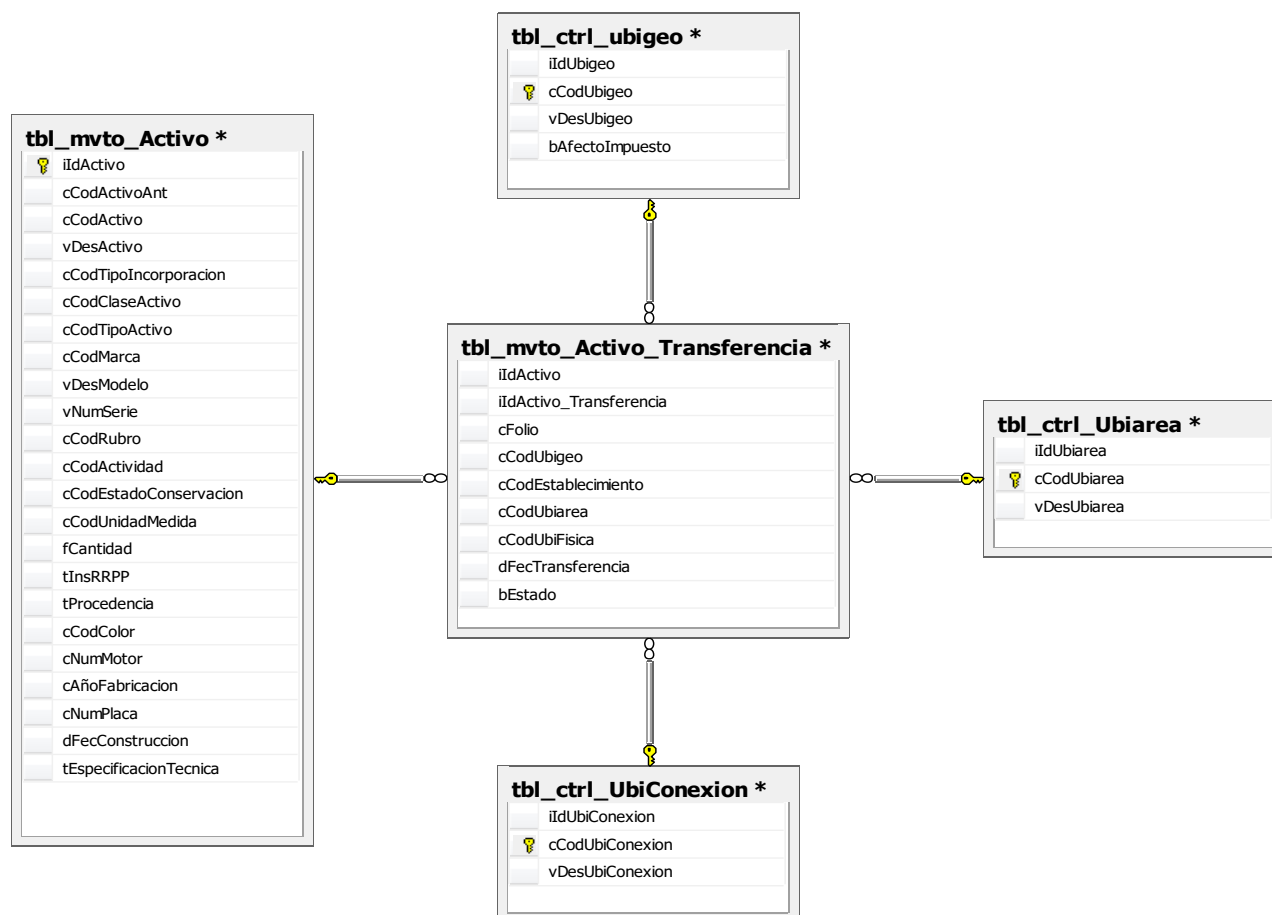 tbl_ctrl_ubigeo *
iIdUbigeo
cCodUbigeo
vDesUbigeo
bAfectoImpuesto
tbl_mvto_Activo *
iIdActivo
cCodActivoAnt
cCodActivo
vDesActivo
cCodTipoIncorporacion
cCodClaseActivo
cCodTipoActivo
cCodMarca
vDesModelo
vNumSerie
cCodRubro
cCodActividad
cCodEstadoConservacion
cCodUnidadMedida
fCantidad
tInsRRPP
tProcedencia
cCodColor
cNumMotor
cAñoFabricacion
cNumPlaca
dFecConstruccion
tEspecificacionTecnica
tbl_mvto_Activo_Transferencia *
iIdActivo
iIdActivo_Transferencia
cFolio
cCodUbigeo
cCodEstablecimiento
cCodUbiarea
cCodUbiFisica
dFecTransferencia
bEstado
tbl_ctrl_Ubiarea *
iIdUbiarea
cCodUbiarea
vDesUbiarea
tbl_ctrl_UbiConexion *
iIdUbiConexion
cCodUbiConexion
vDesUbiConexion